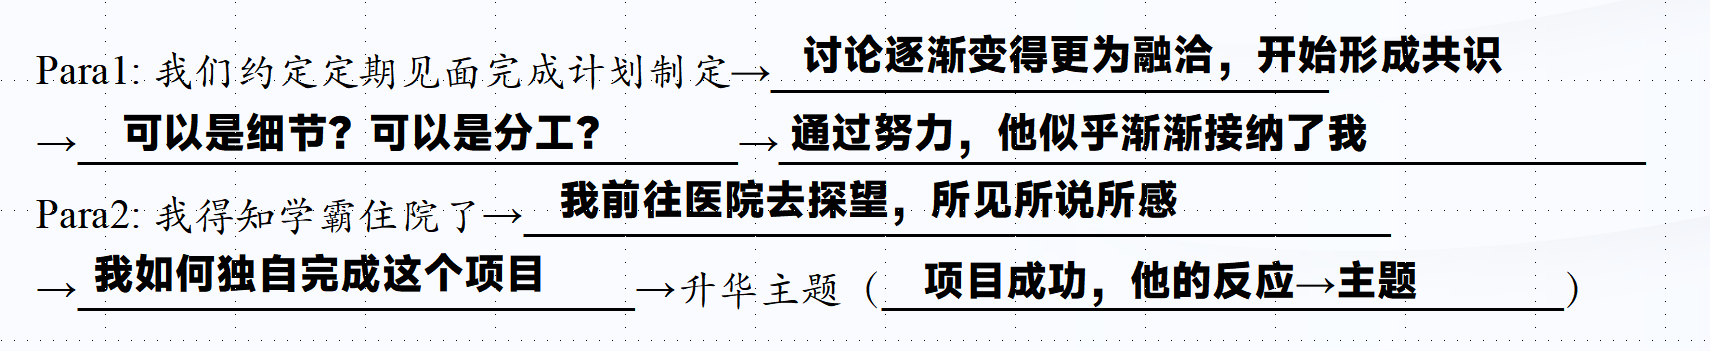 Para1: 我们约定定期见面完成计划制定→讨论逐渐变得更为融洽，开始形成共识
→可以是细节？可以是分工？→通过努力，他似乎渐渐接纳了我
Para2: 我得知学霸住院了→我前往医院去探望，所见所说所感
→我如何独自完成这个项目→升华主题（项目成功，他的反应→主题）